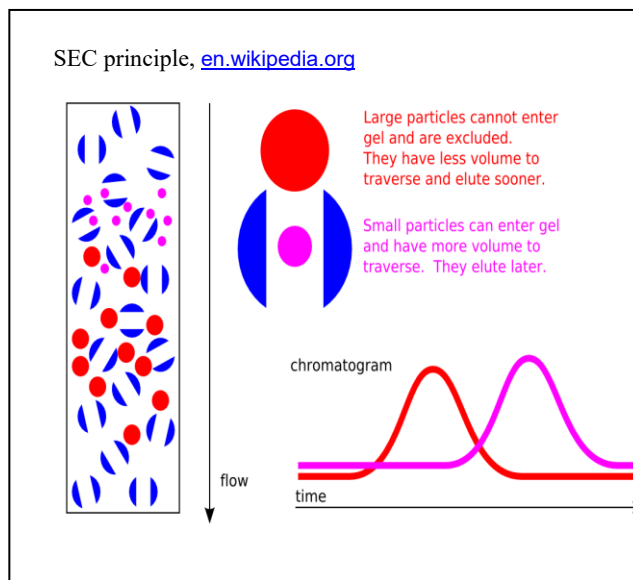 SEC principle, en.wikipedia.org
Large particles cannot enter
gel and are excluded.
They have less volume to
traverse and elute sooner.
Small particles can enter gel
and have more volume to
traverse. They elute later.
chromatogram
flow
time